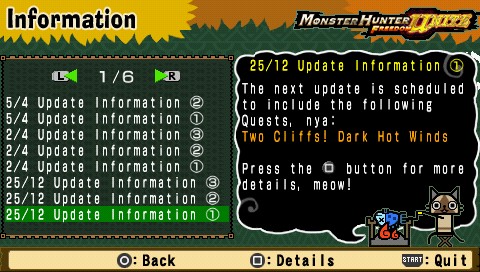 Information
MONSTER HUNTER
FREEDOM UNITE
L 1/6 R
5/4 Update Information ②
5/4 Update Information ①
2/4 Update Information ③
2/4 Update Information ②
2/4 Update Information ①
25/12 Update Information ③
25/12 Update Information ②
25/12 Update Information ①
25/12 Update Information ①
The next update is scheduled
to include the following
Quests, nya:
Two Cliffs! Dark Hot Winds
Press the □ button for more
details, meow!
○: Back
□: Details
START: Quit